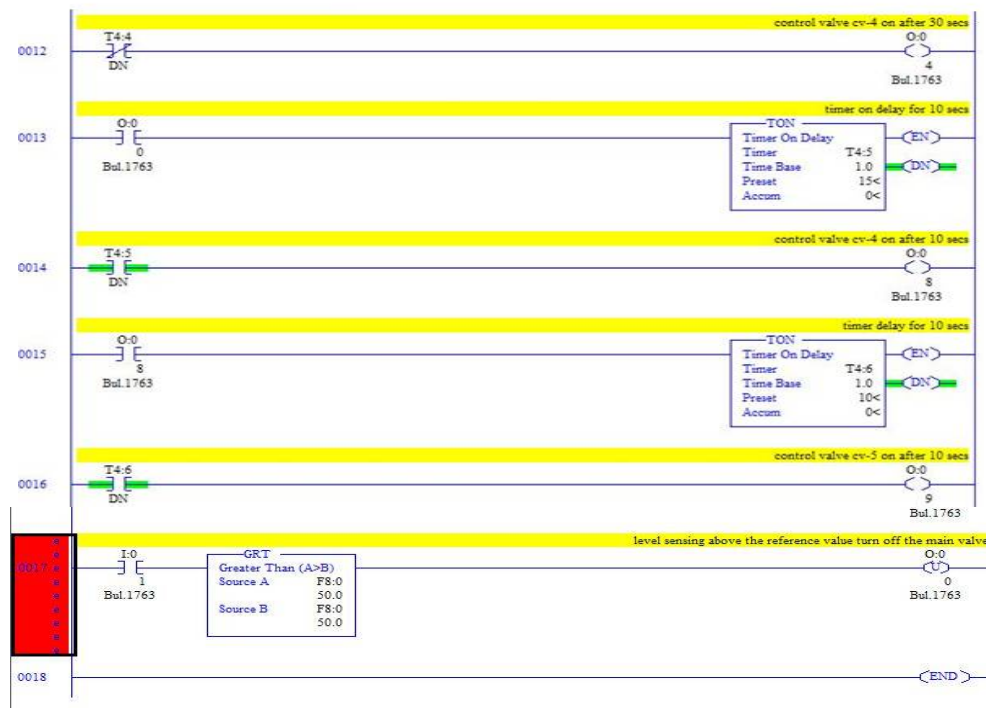 control valve cv-4 on after 30 secs
0012
T4:4
DN
O:0
4
Bul.1763
timer on delay for 10 secs
0013
O:0
0
Bul.1763
TON
Timer On Delay
Timer T4:5
Time Base 1.0
Preset 15<
Accum 0<
EN
DN
control valve cv-4 on after 10 secs
0014
T4:5
DN
O:0
8
Bul.1763
timer delay for 10 secs
0015
O:0
8
Bul.1763
TON
Timer On Delay
Timer T4:6
Time Base 1.0
Preset 10<
Accum 0<
EN
DN
control valve cv-5 on after 10 secs
0016
T4:6
DN
O:0
9
Bul.1763
level sensing above the reference value turn off the main valve
e
0017
e
e
e
e
e
I:0
1
Bul.1763
GRT
Greater Than (A>B)
Source A F8:0
50.0
Source B F8:0
50.0
O:0
U
0
Bul.1763
0018
END